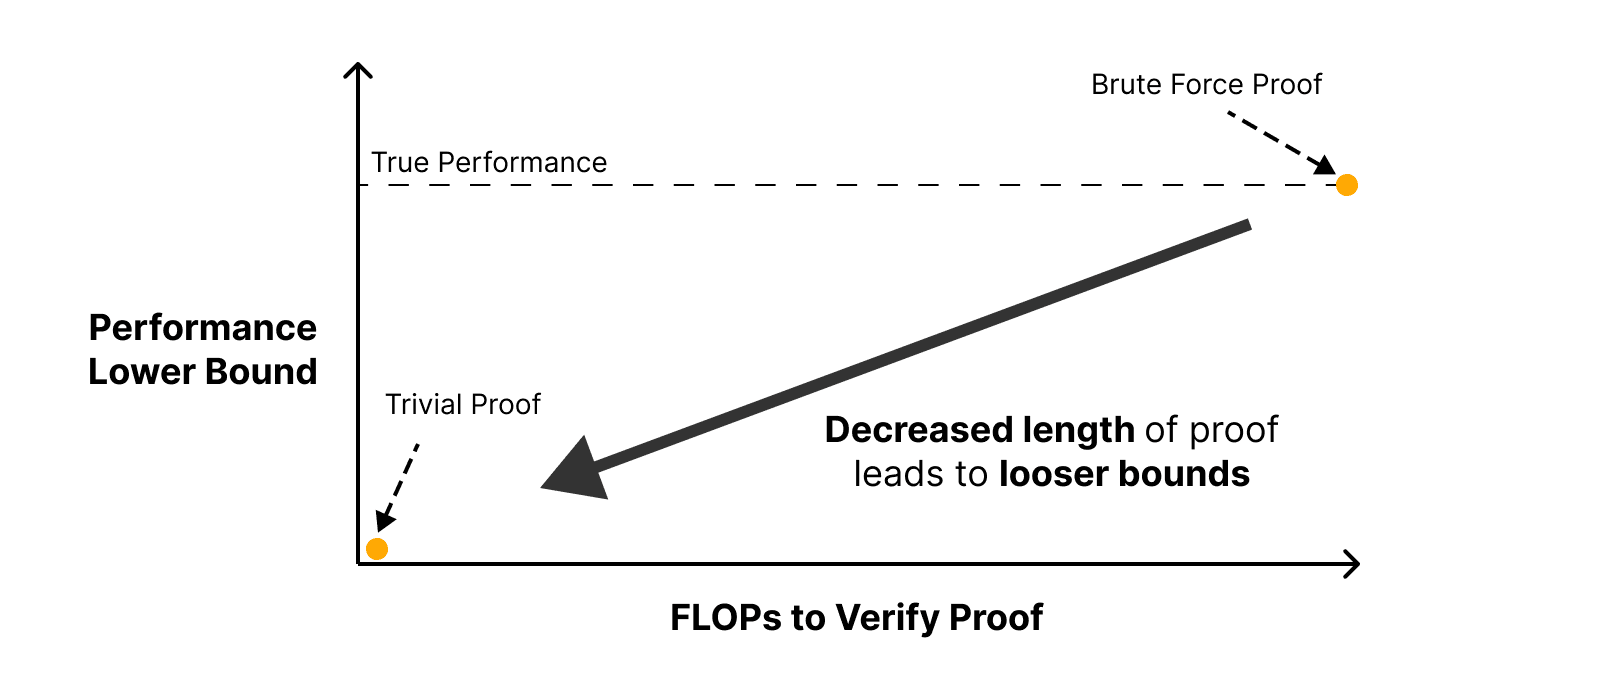 Brute Force Proof
True Performance
Performance
Lower Bound
Trivial Proof
Decreased length of proof
leads to looser bounds
FLOPs to Verify Proof